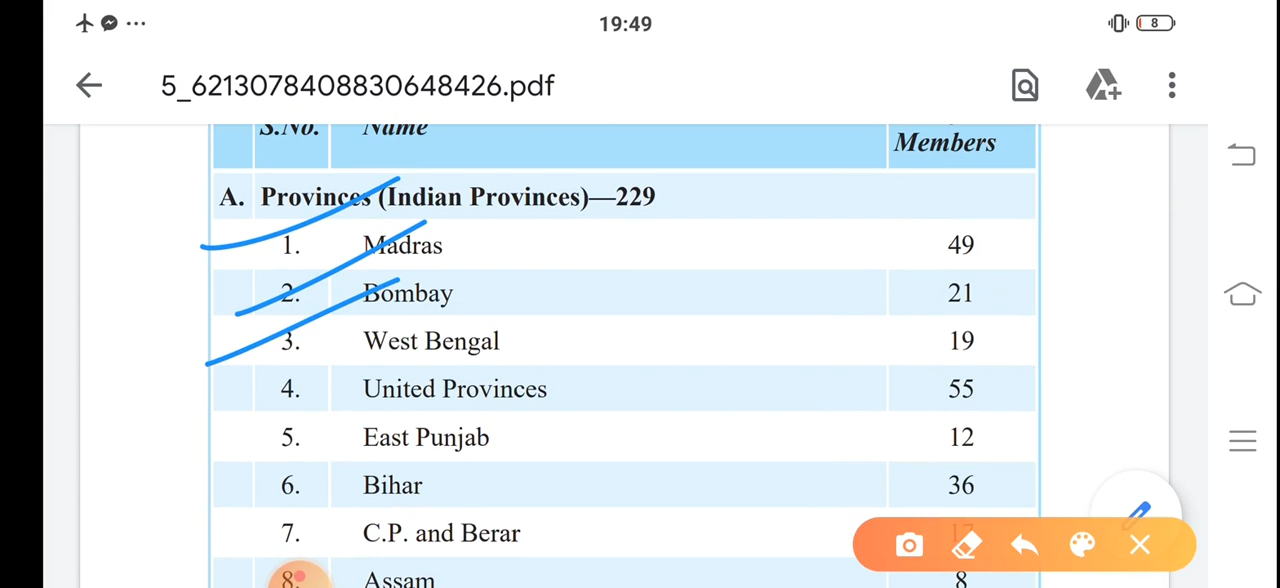 19:49 8
5_6213078408830648426.pdf
S.No. Name
Members
A. Provinces (Indian Provinces)—229
1. Madras 49
2. Bombay 21
3. West Bengal 19
4. United Provinces 55
5. East Punjab 12
6. Bihar 36
7. C.P. and Berar 17
8. Assam 8